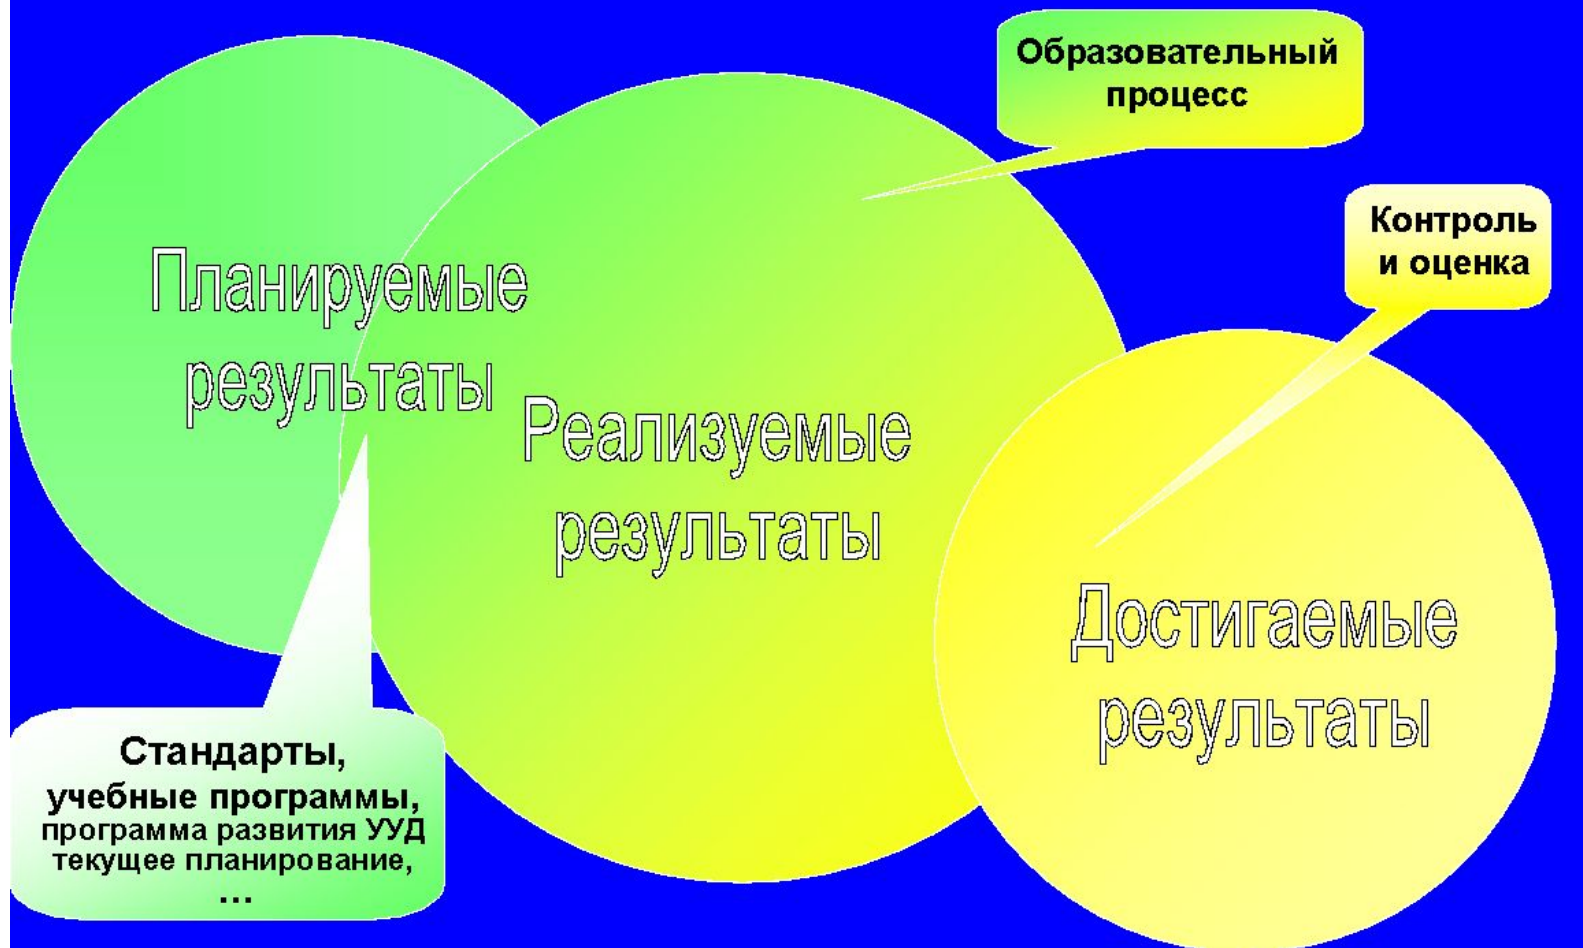 Образовательный
процесс
Контроль
и оценка
Планируемые
результаты
Реализуемые
результаты
Достигаемые
результаты
Стандарты,
учебные программы,
программа развития УУД
текущее планирование,
...